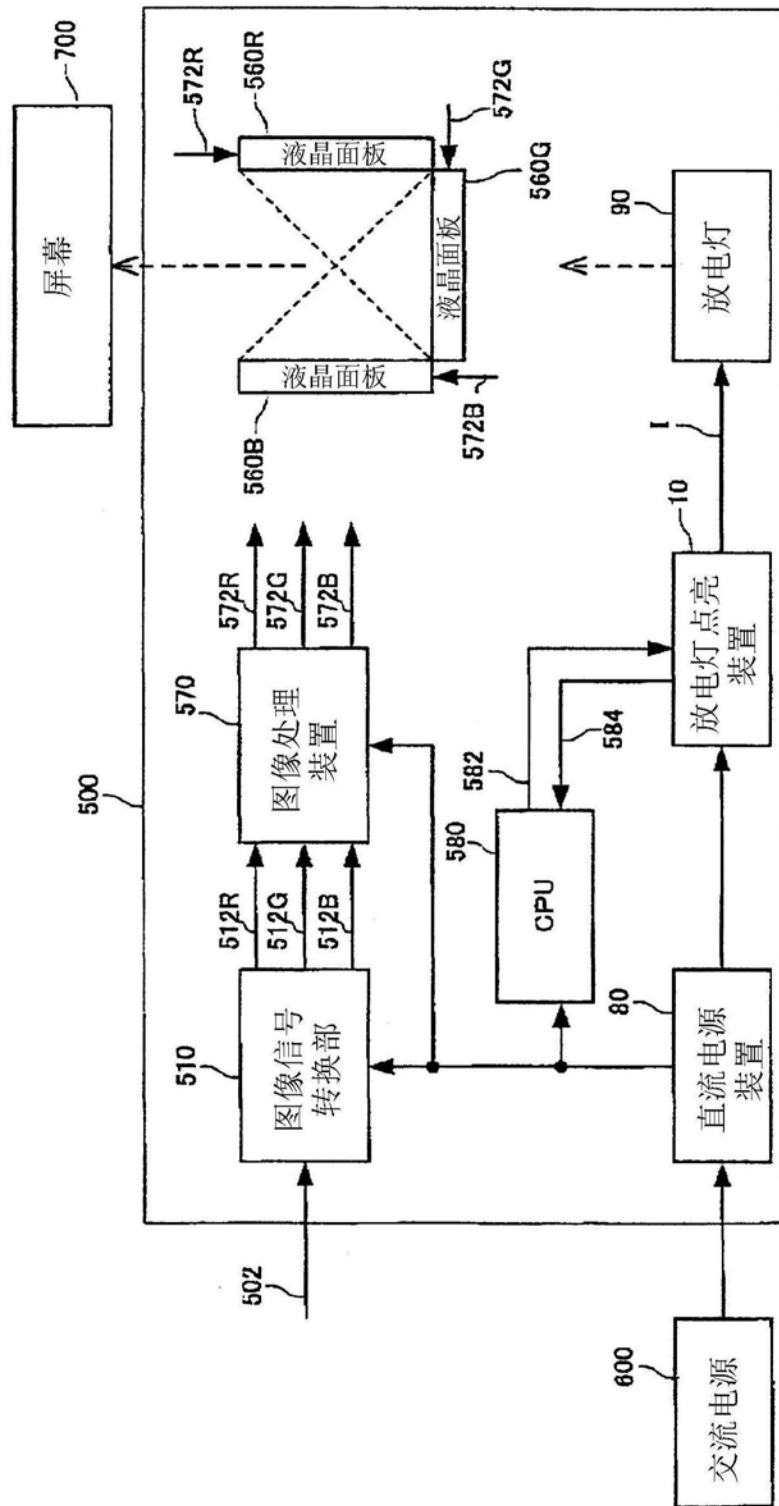 700
屏幕
500
572R
560R
液晶面板
572G
560G
液晶面板
液晶面板
560B
572B
502
510
图像信号
转换部
512R
512G
512B
570
图像处理
装置
572R
572G
572B
580
CPU
582
584
600
交流电源
80
直流电源
装置
10
放电灯点亮
装置
I
90
放电灯